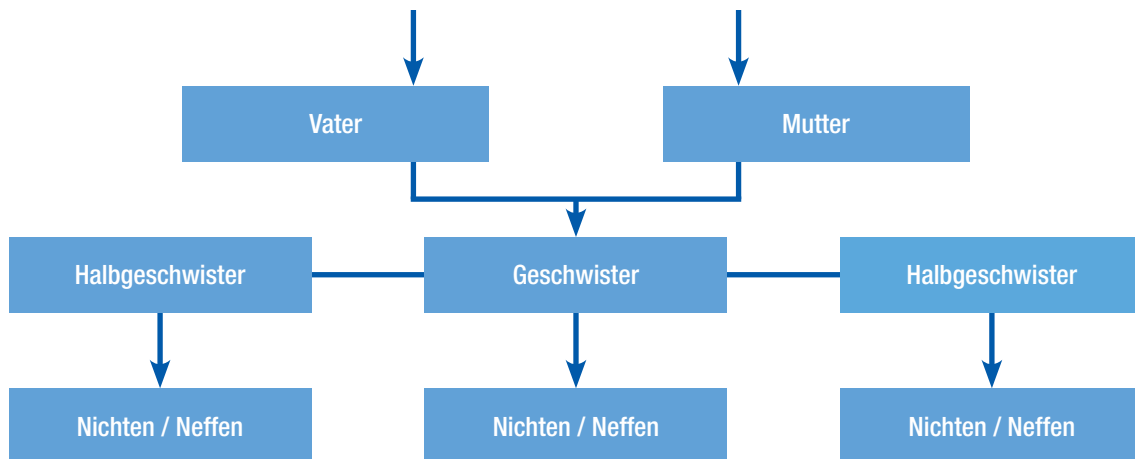 Vater
Mutter
Halbgeschwister
Geschwister
Halbgeschwister
Nichten / Neffen
Nichten / Neffen
Nichten / Neffen